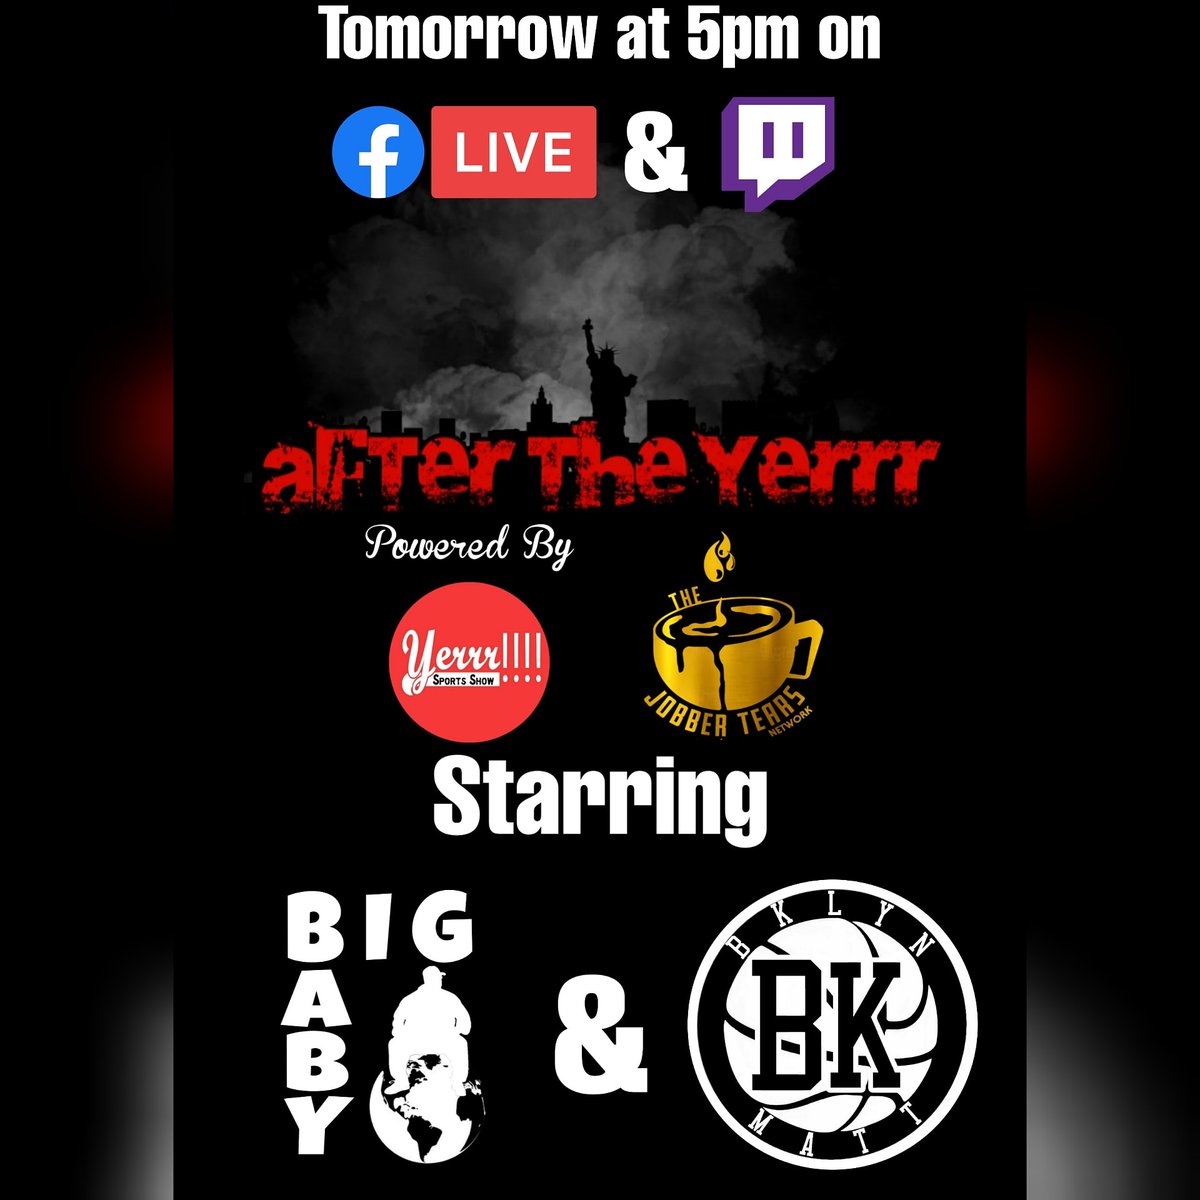 Tomorrow at 5pm on
f LIVE &
aFTer The Yerrr
Powered By
Yerrr!!!!
SPORTS SHOW
THE
JOBBER TEARS
NETWORK
Starring
BIG
BABY
&
BKLYN
BK
MATT